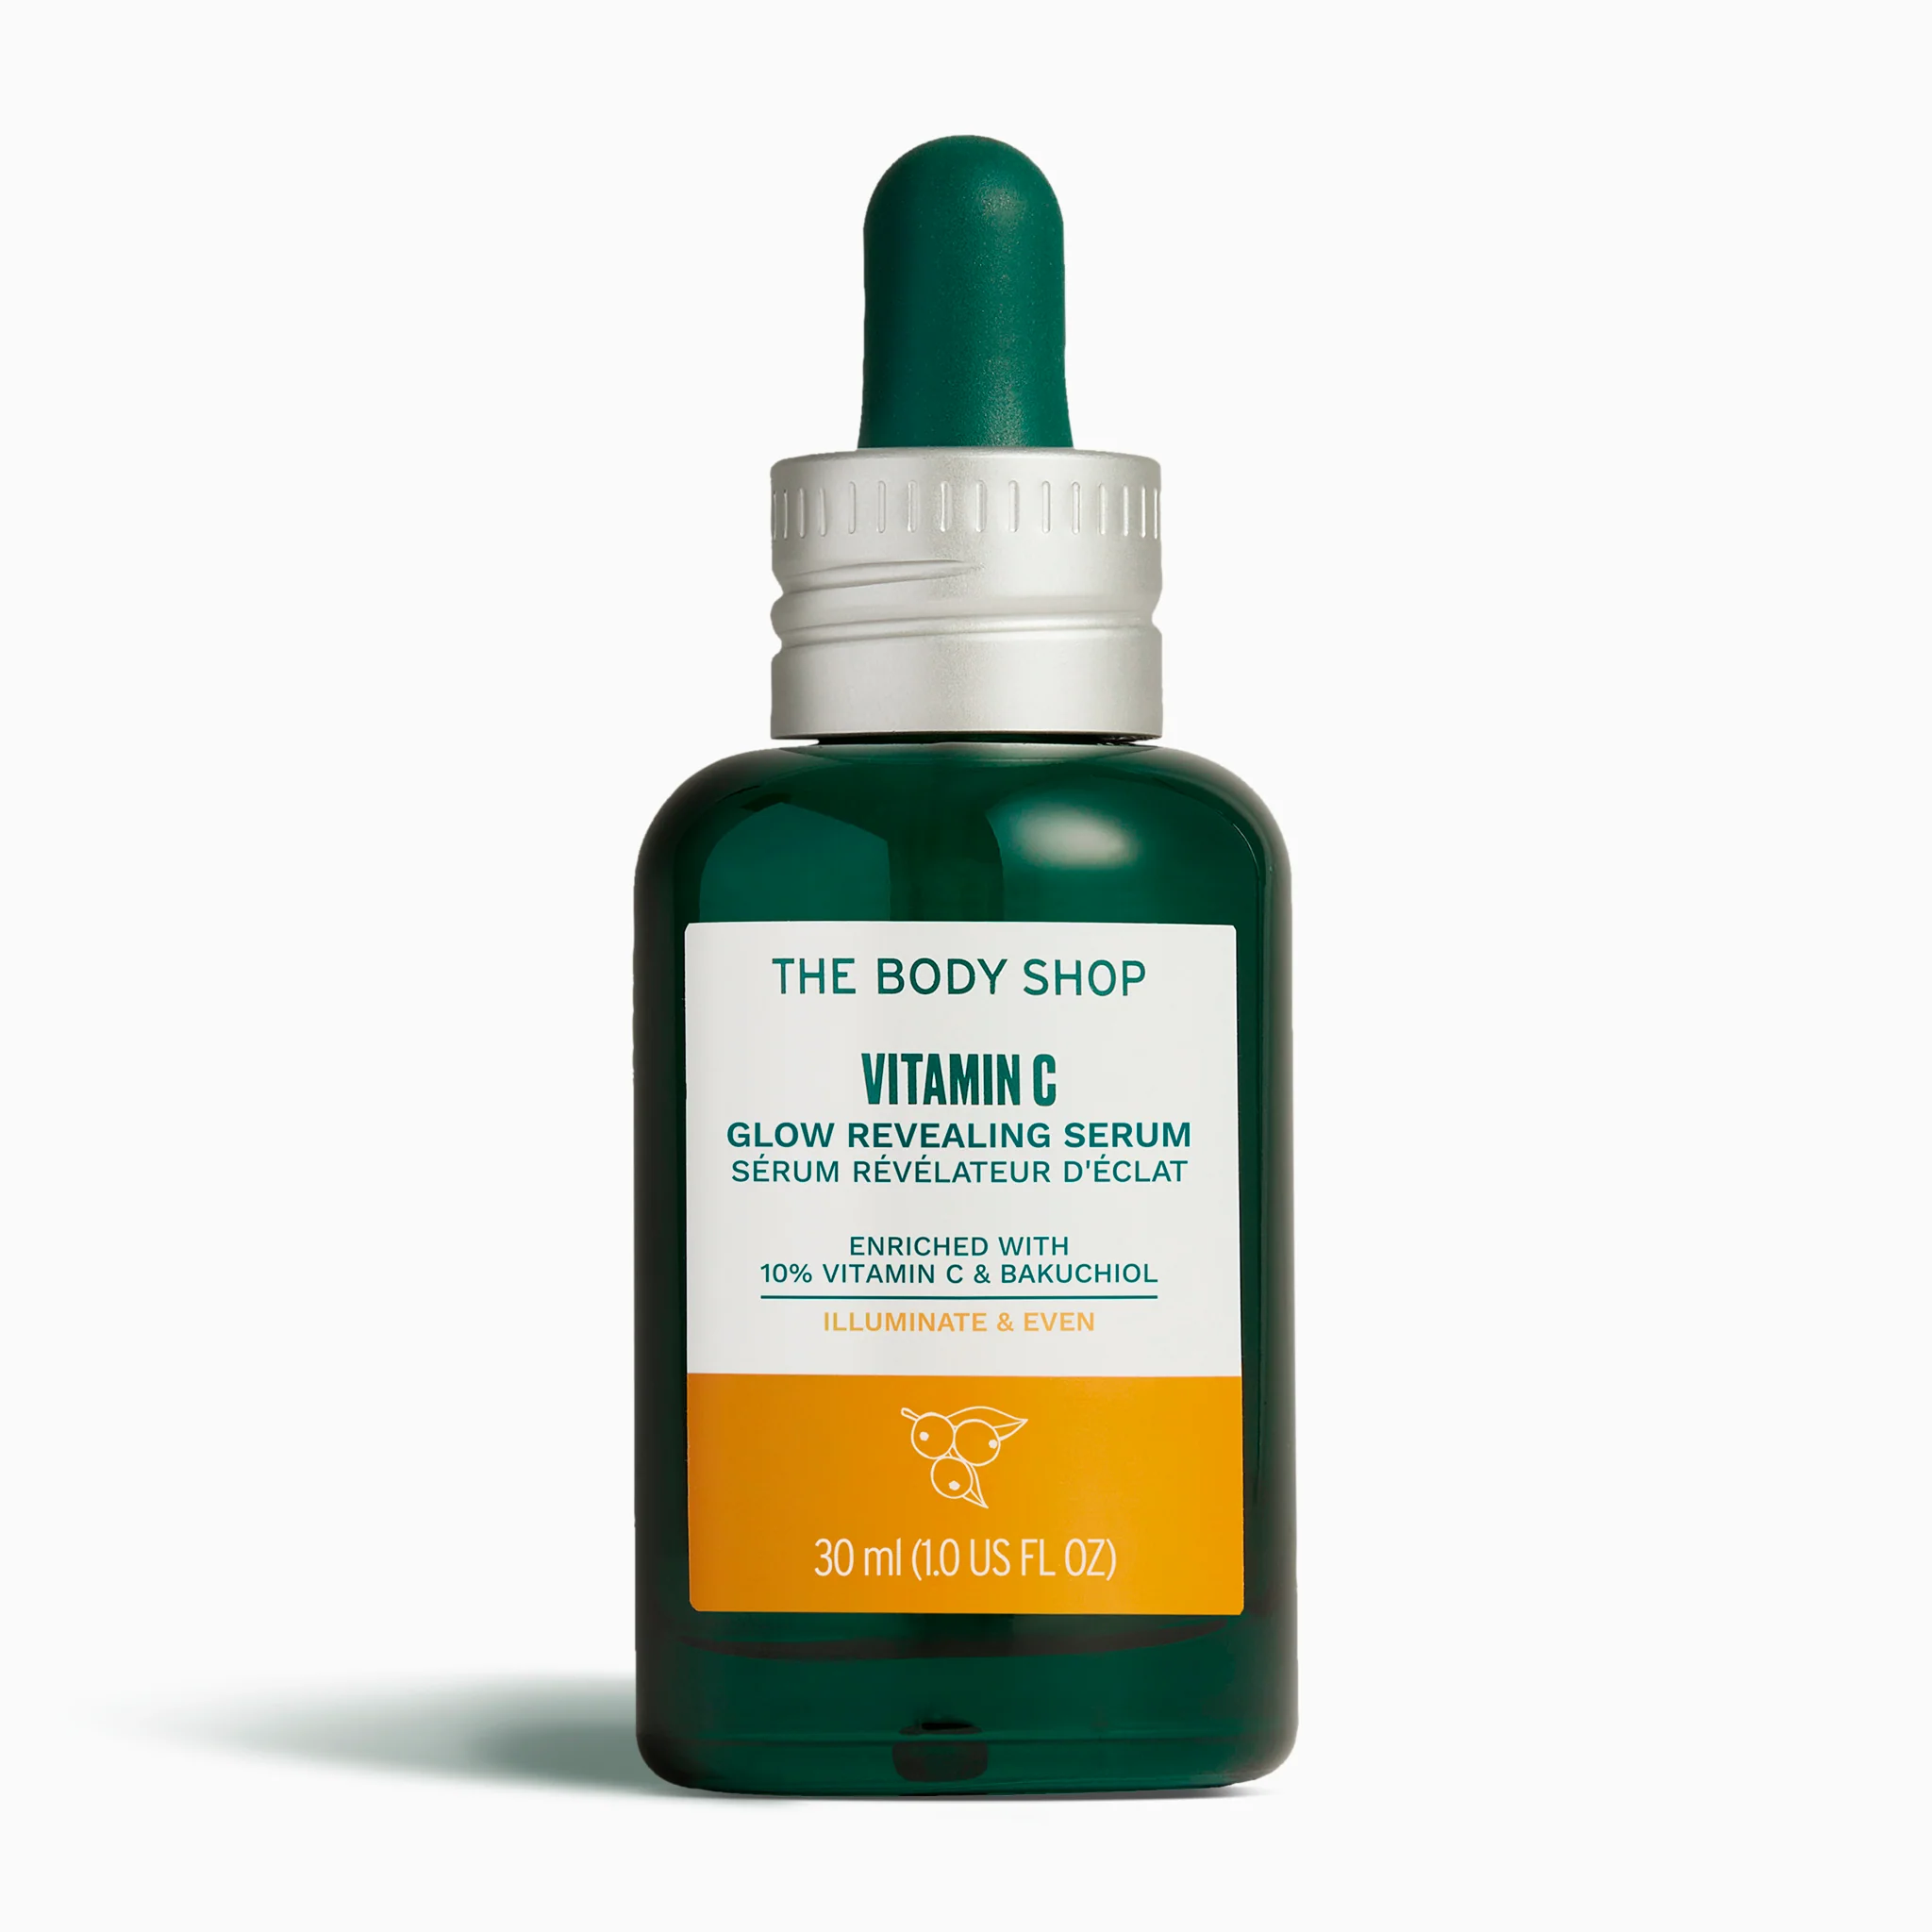 THE BODY SHOP
VITAMIN C
GLOW REVEALING SERUM
SÉRUM RÉVÉLATEUR D'ÉCLAT
ENRICHED WITH
10% VITAMIN C & BAKUCHIOL
ILLUMINATE & EVEN
30 ml (1.0 US FL OZ)